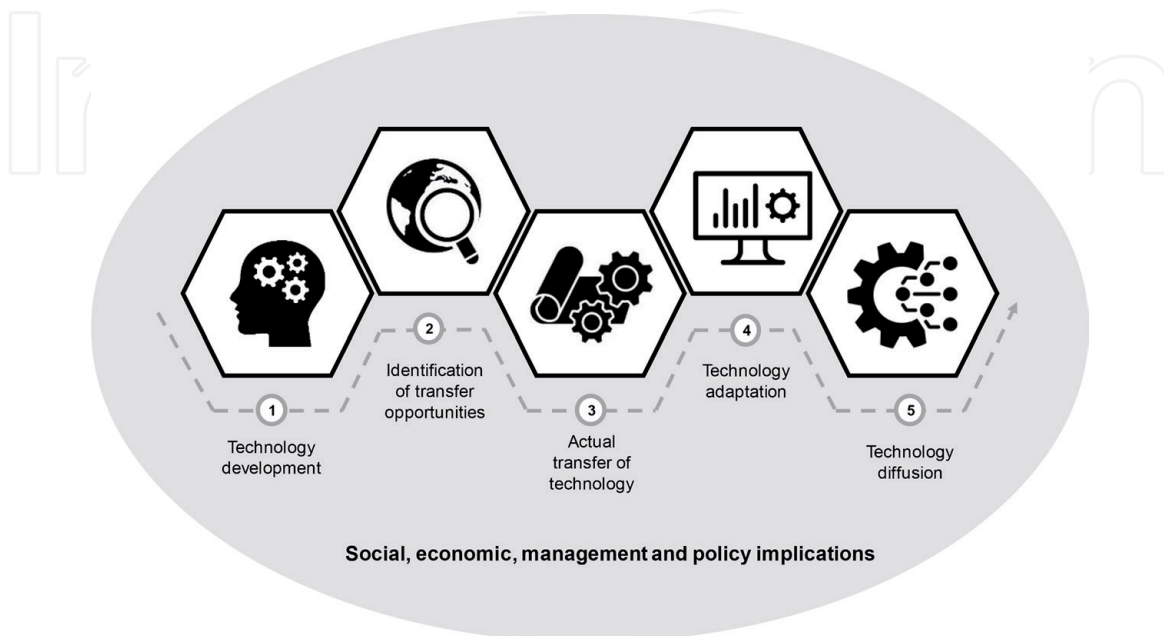 1
Technology
development
2
Identification
of transfer
opportunities
3
Actual
transfer of
technology
4
Technology
adaptation
5
Technology
diffusion
Social, economic, management and policy implications